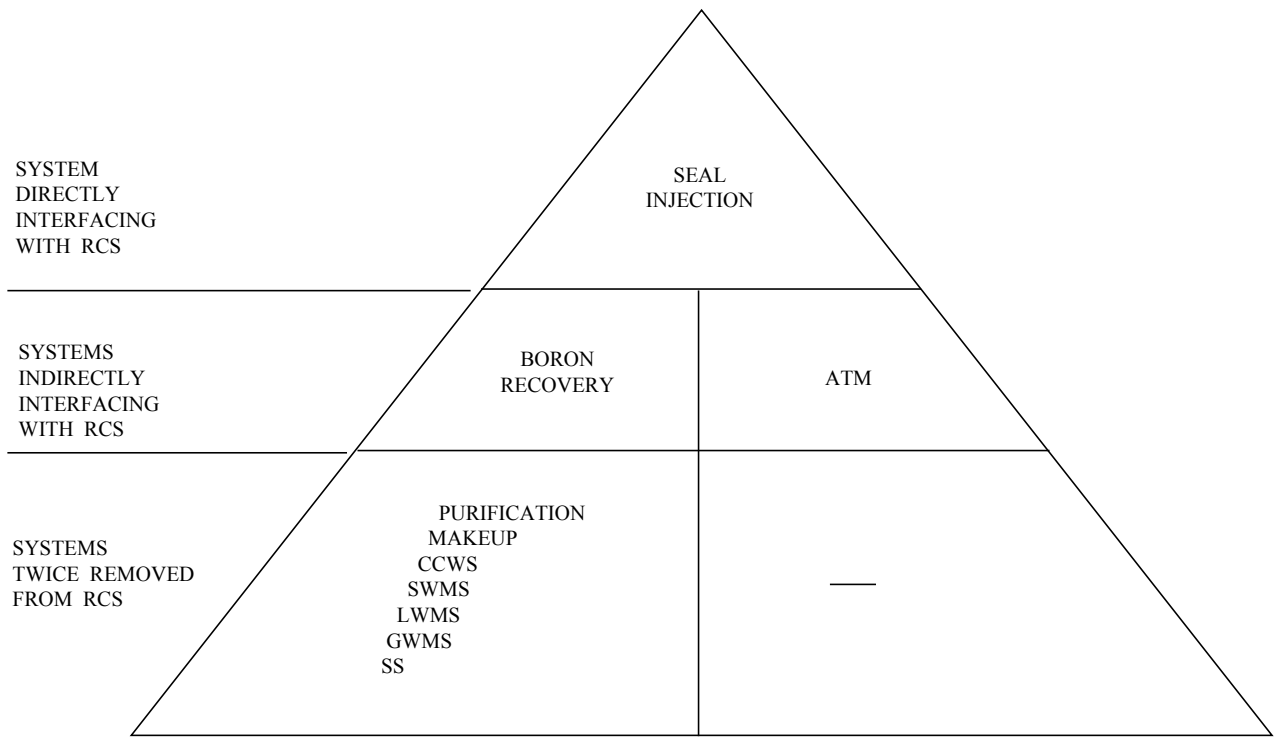 SYSTEM
DIRECTLY
INTERFACING
WITH RCS
SEAL
INJECTION
SYSTEMS
INDIRECTLY
INTERFACING
WITH RCS
BORON
RECOVERY
ATM
SYSTEMS
TWICE REMOVED
FROM RCS
PURIFICATION
MAKEUP
CCWS
SWMS
LWMS
GWMS
SS
—